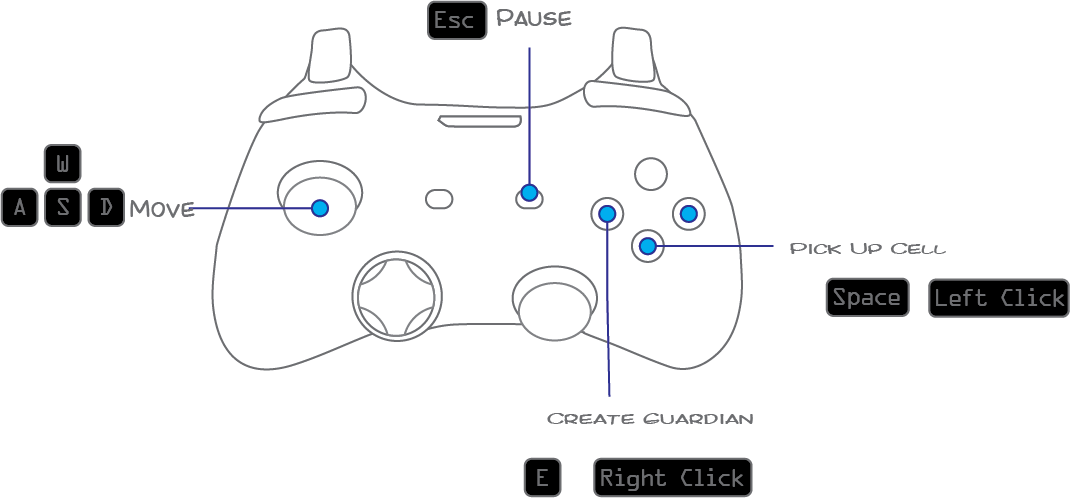 Esc PAUSE
W
A S D MOVE
PICK UP CELL
Space Left Click
CREATE GUARDIAN
E Right Click